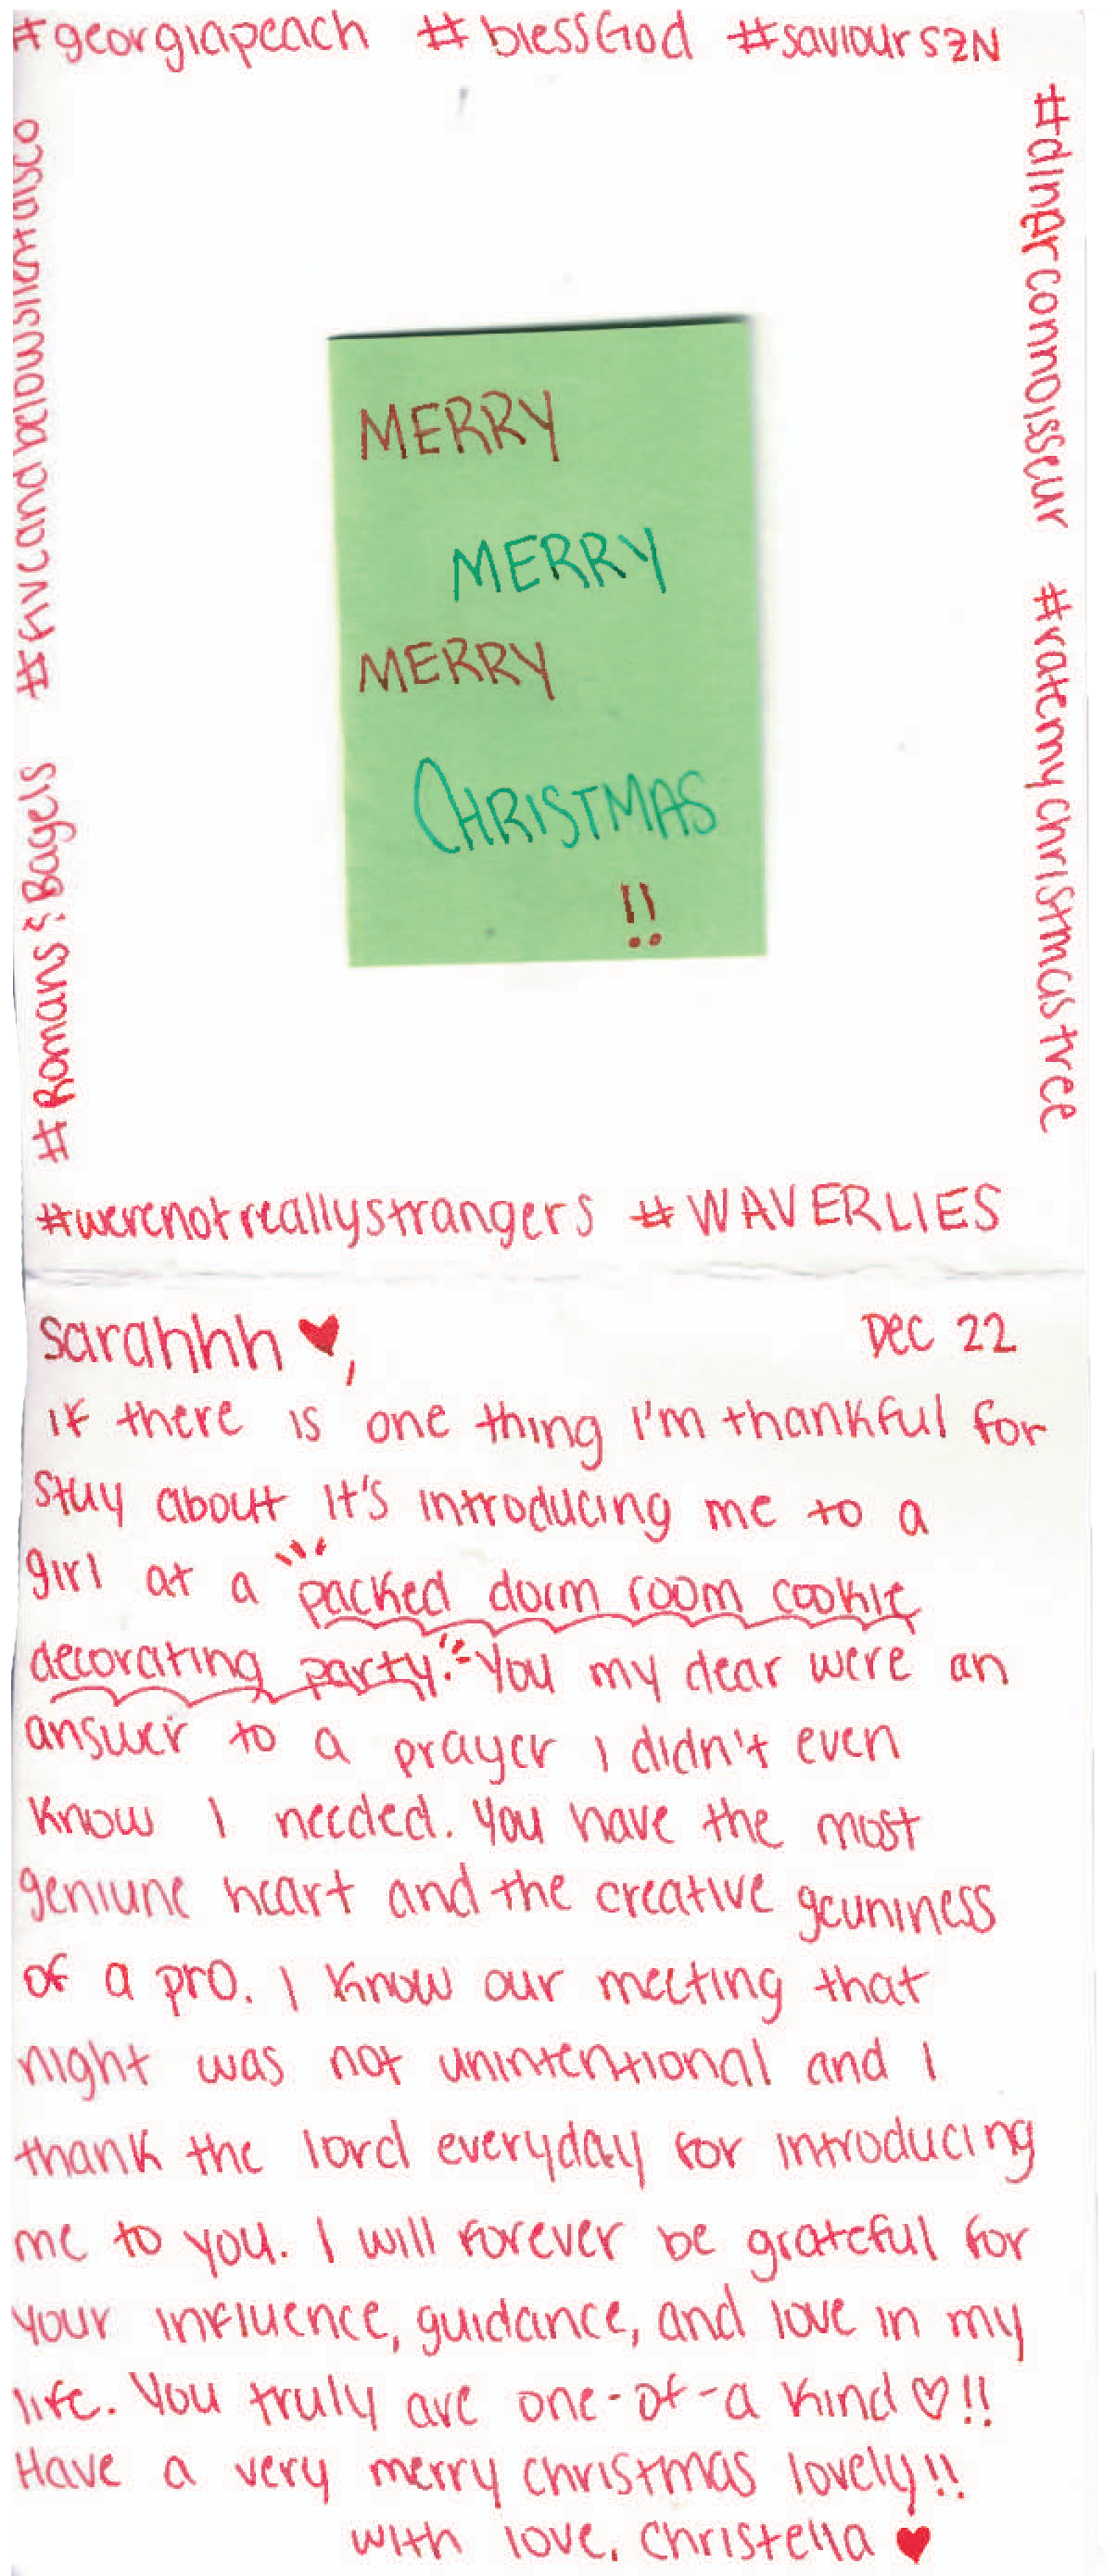 #georgiapeach #blessGod #saviourSZN
#dinerconnoisseur #ratemychristmastree
#fiveandbelowsilentdisco
#Romans&Bagels
MERRY
MERRY
MERRY
CHRISTMAS
!!
#werenotreallystrangers #WAVERLIES
sarahhh ♥,
Dec 22
if there is one thing I'm thankful for
stuy about it's introducing me to a
girl at a "packed dorm room cookie
decorating party." You my dear were an
answer to a prayer I didn't even
know I needed. You have the most
geniune heart and the creative geuniness
of a pro. I know our meeting that
night was not unintentional and I
thank the lord everyday for introducing
me to you. I will forever be grateful for
your influence, guidance, and love in my
life. You truly are one-of-a kind ♡!!
Have a very merry christmas lovely!!
with love, Christella ♥